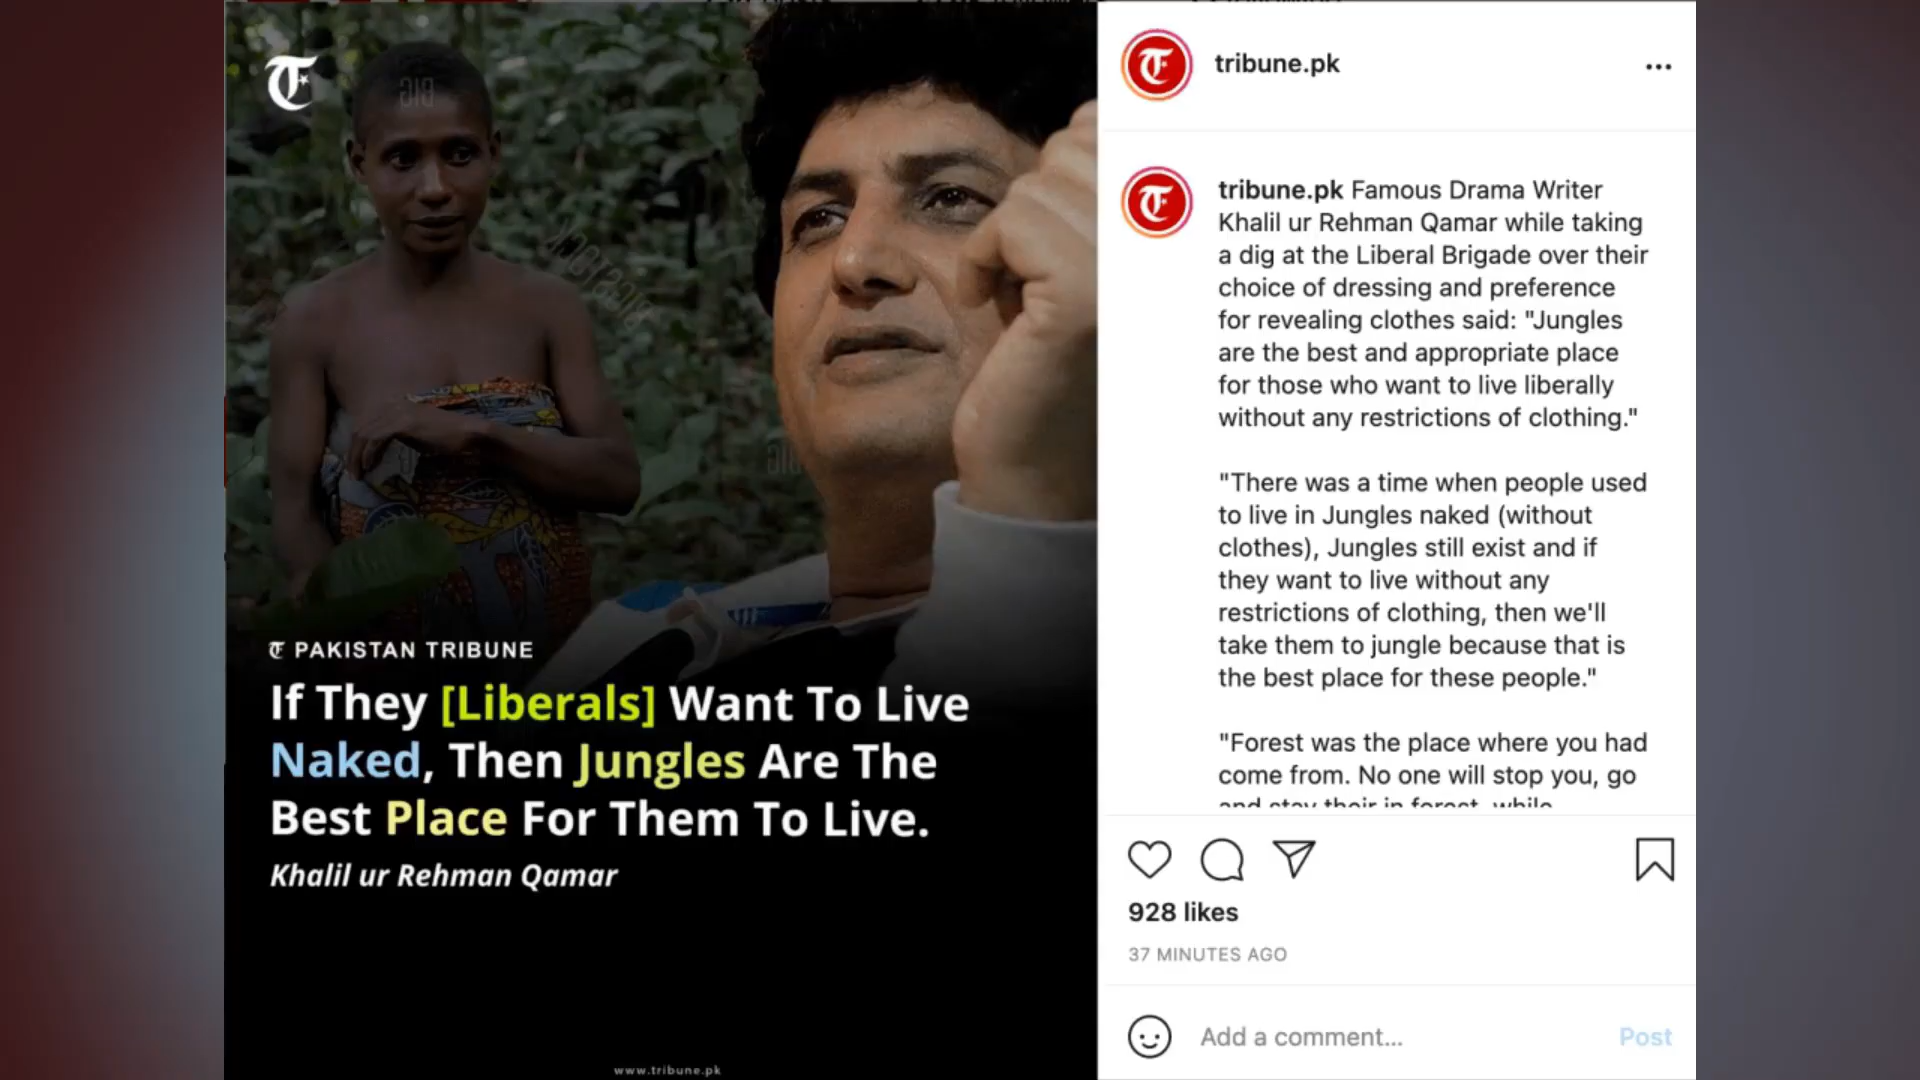 PAKISTAN TRIBUNE
If They [Liberals] Want To Live
Naked, Then Jungles Are The
Best Place For Them To Live.
Khalil ur Rehman Qamar
www.tribune.pk
tribune.pk
tribune.pk Famous Drama Writer
Khalil ur Rehman Qamar while taking
a dig at the Liberal Brigade over their
choice of dressing and preference
for revealing clothes said: "Jungles
are the best and appropriate place
for those who want to live liberally
without any restrictions of clothing."
"There was a time when people used
to live in Jungles naked (without
clothes), Jungles still exist and if
they want to live without any
restrictions of clothing, then we'll
take them to jungle because that is
the best place for these people."
"Forest was the place where you had
come from. No one will stop you, go
and stay their in forest, while
928 likes
37 MINUTES AGO
Add a comment...
Post